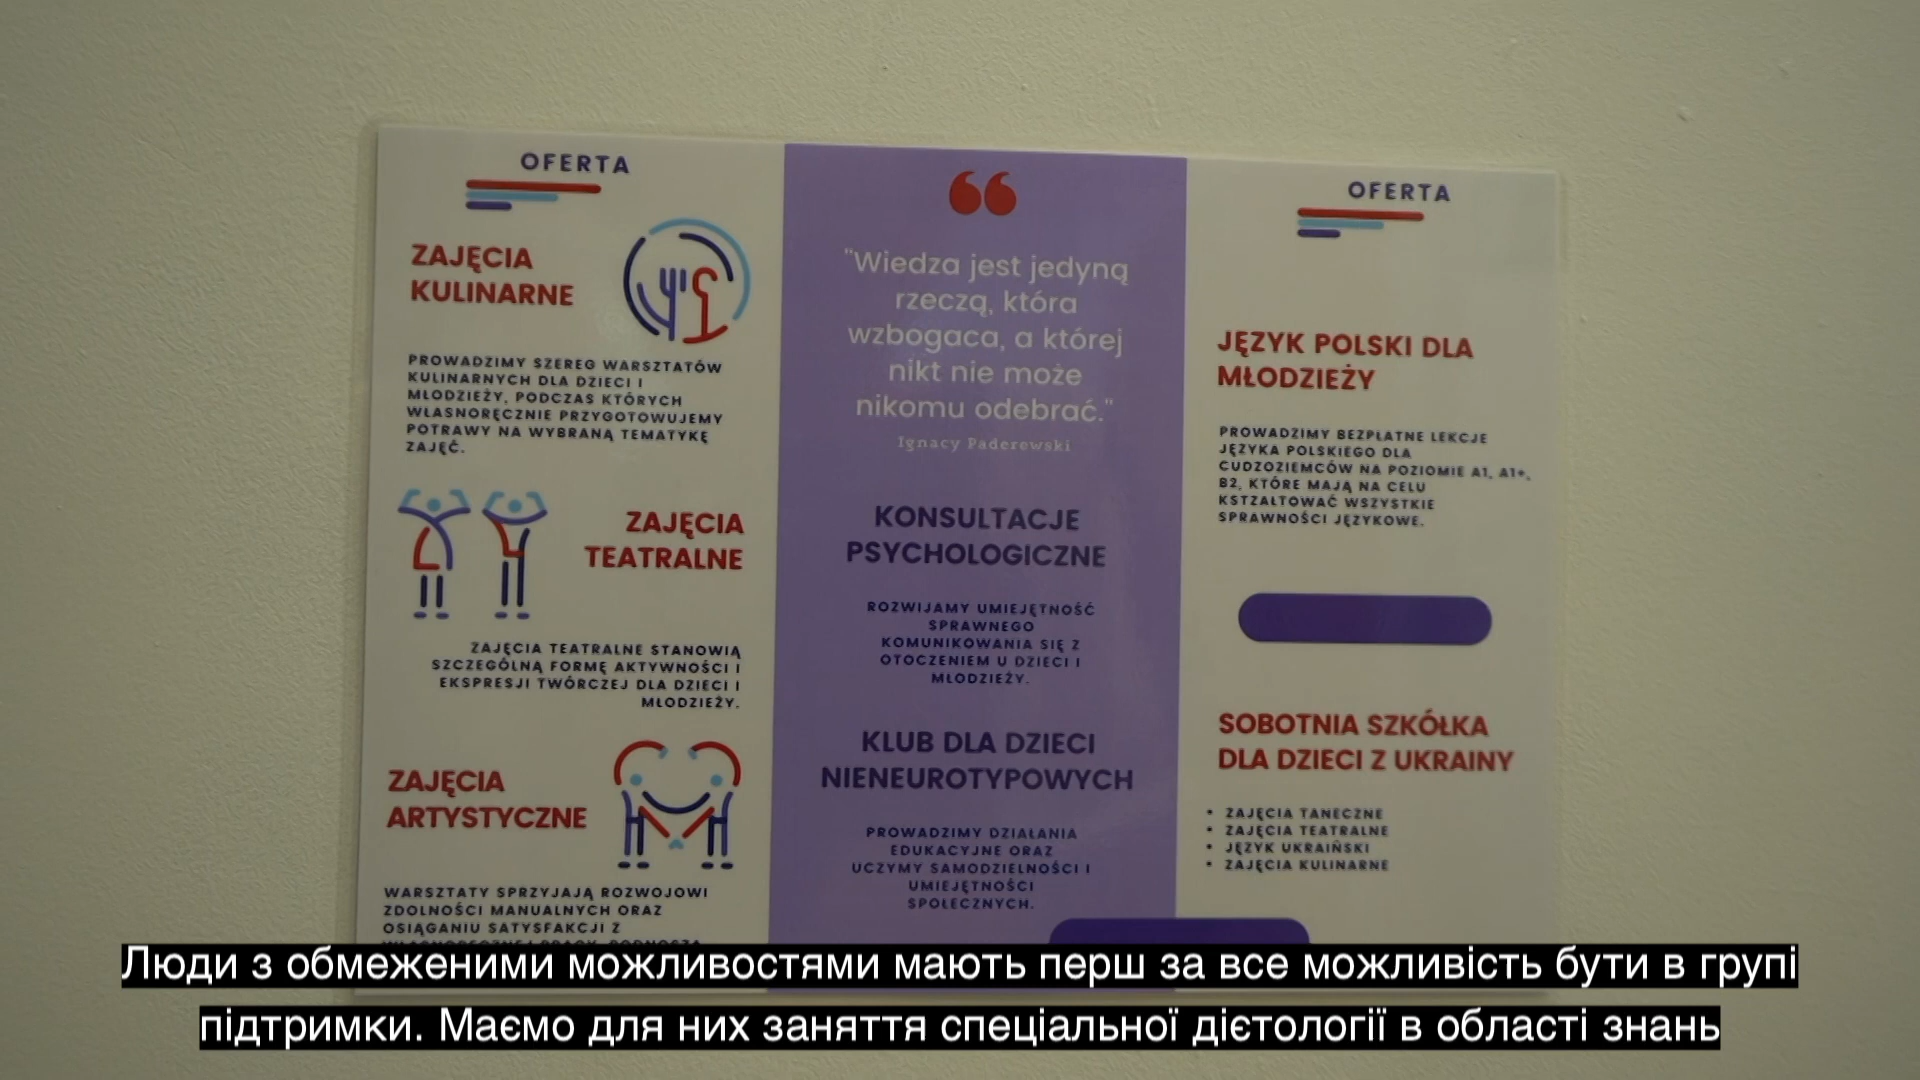 OFERTA
ZAJĘCIA
KULINARNE
PROWADZIMY SZEREG WARSZTATÓW
KULINARNYCH DLA DZIECI I
MŁODZIEŻY, PODCZAS KTÓRYCH
WŁASNORĘCZNIE PRZYGOTOWUJEMY
POTRAWY NA WYBRANĄ TEMATYKĘ
ZAJĘĆ.
ZAJĘCIA
TEATRALNE
ZAJĘCIA TEATRALNE STANOWIĄ
SZCZEGÓLNĄ FORMĘ AKTYWNOŚCI I
EKSPRESJI TWÓRCZEJ DLA DZIECI I
MŁODZIEŻY.
ZAJĘCIA
ARTYSTYCZNE
WARSZTATY SPRZYJAJĄ ROZWOJOWI
ZDOLNOŚCI MANUALNYCH ORAZ
OSIĄGANIU SATYSFAKCJI Z
"Wiedza jest jedyną
rzeczą, która
wzbogaca, a której
nikt nie może
nikomu odebrać."
Ignacy Paderewski
KONSULTACJE
PSYCHOLOGICZNE
ROZWIJAMY UMIEJĘTNOŚĆ
SPRAWNEGO
KOMUNIKOWANIA SIĘ Z
OTOCZENIEM U DZIECI I
MŁODZIEŻY.
KLUB DLA DZIECI
NIENEUROTYPOWYCH
PROWADZIMY DZIAŁANIA
EDUKACYJNE ORAZ
UCZYMY SAMODZIELNOŚCI I
UMIEJĘTNOŚCI
SPOŁECZNYCH.
OFERTA
JĘZYK POLSKI DLA
MŁODZIEŻY
PROWADZIMY BEZPŁATNE LEKCJE
JĘZYKA POLSKIEGO DLA
CUDZOZIEMCÓW NA POZIOMIE A1, A1+,
B2, KTÓRE MAJĄ NA CELU
KSTZAŁTOWAĆ WSZYSTKIE
SPRAWNOŚCI JĘZYKOWE.
SOBOTNIA SZKÓŁKA
DLA DZIECI Z UKRAINY
• ZAJĘCIA TANECZNE
• ZAJĘCIA TEATRALNE
• JĘZYK UKRAIŃSKI
• ZAJĘCIA KULINARNE
Люди з обмеженими можливостями мають перш за все можливість бути в групі
підтримки. Маємо для них заняття спеціальної дієтології в області знань